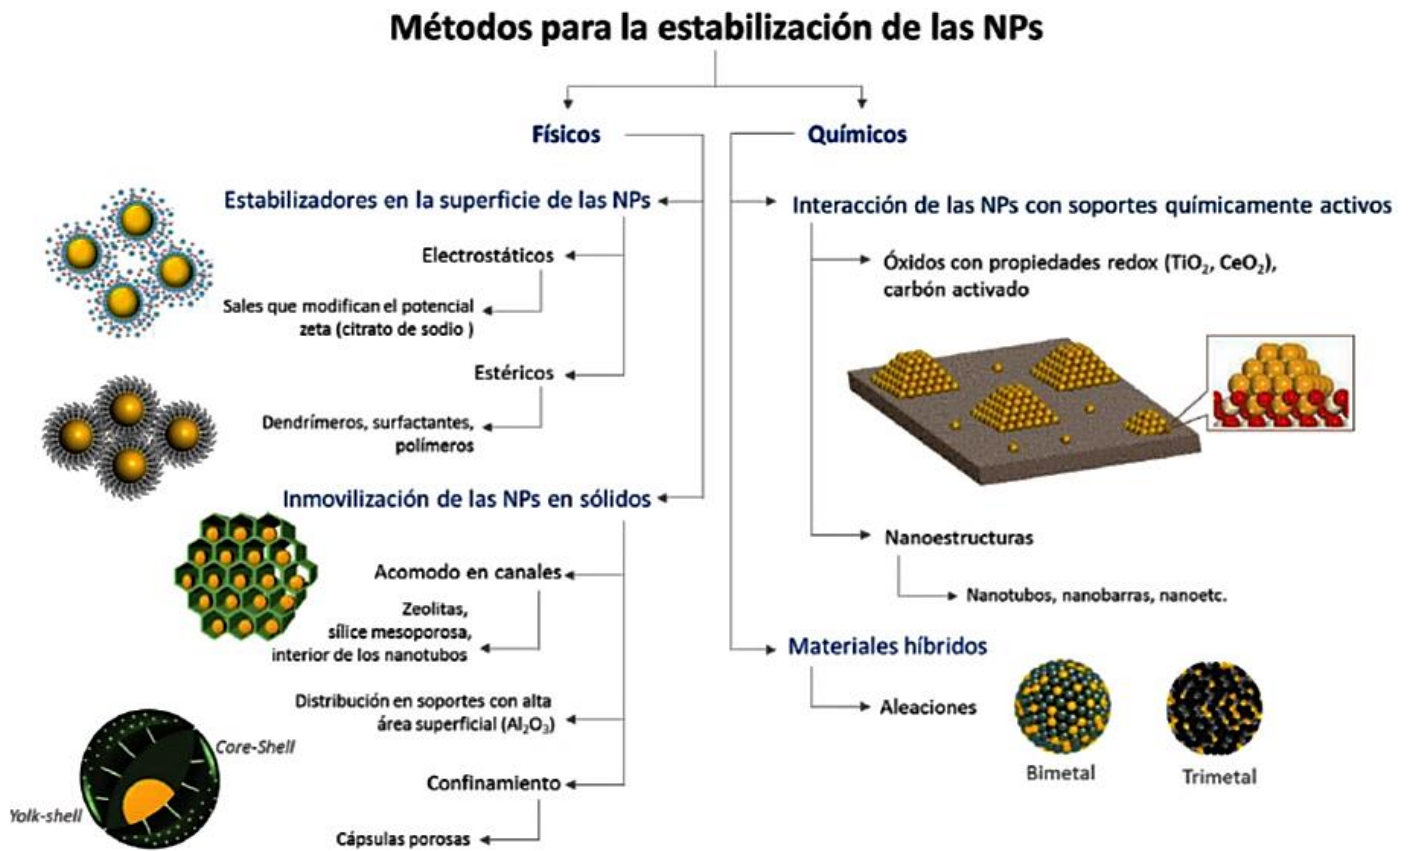 Métodos para la estabilización de las NPs
Físicos
Químicos
Estabilizadores en la superficie de las NPs
Electrostáticos
Sales que modifican el potencial
zeta (citrato de sodio )
Estéricos
Dendrímeros, surfactantes,
polímeros
Inmovilización de las NPs en sólidos
Acomodo en canales
Zeolitas,
sílice mesoporosa,
interior de los nanotubos
Distribución en soportes con alta
área superficial (Al₂O₃)
Core-Shell
Yolk-shell
Confinamiento
Cápsulas porosas
Interacción de las NPs con soportes químicamente activos
Óxidos con propiedades redox (TiO₂, CeO₂),
carbón activado
Nanoestructuras
Nanotubos, nanobarras, nanoetc.
Materiales híbridos
Aleaciones
Bimetal
Trimetal